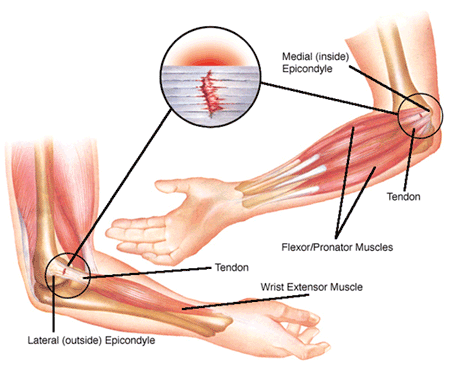 Medial (inside)
Epicondyle
Tendon
Flexor/Pronator Muscles
Tendon
Wrist Extensor Muscle
Lateral (outside) Epicondyle